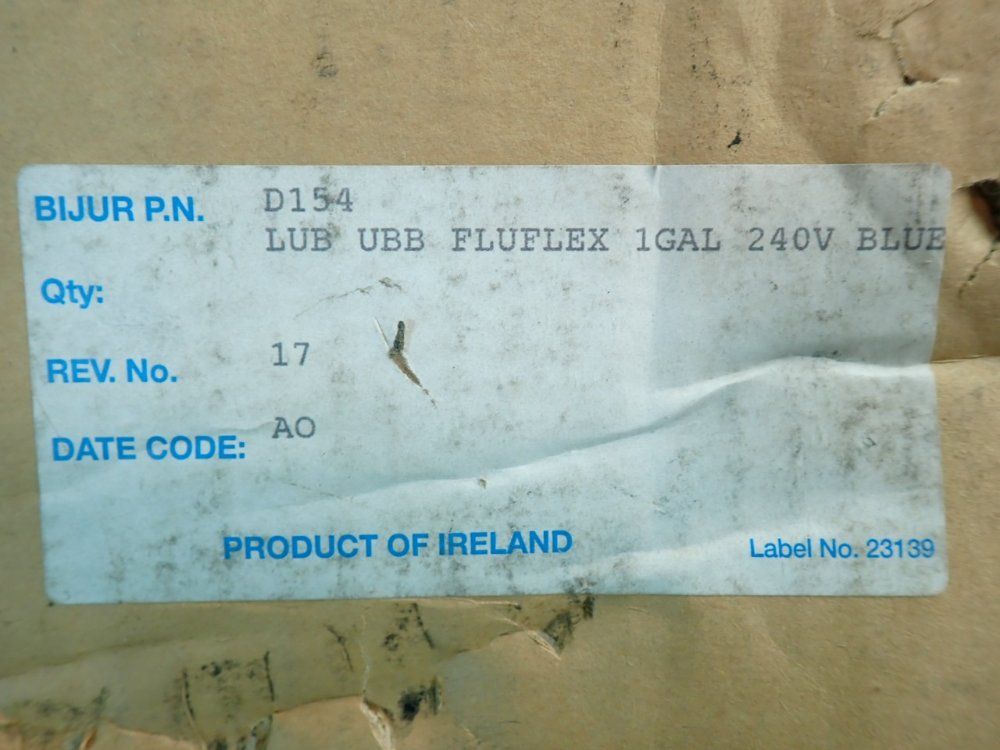 BIJUR P.N. D154
LUB UBB FLUFLEX 1GAL 240V BLUE
Qty:
REV. No. 17
DATE CODE: AO
PRODUCT OF IRELAND
Label No. 23139